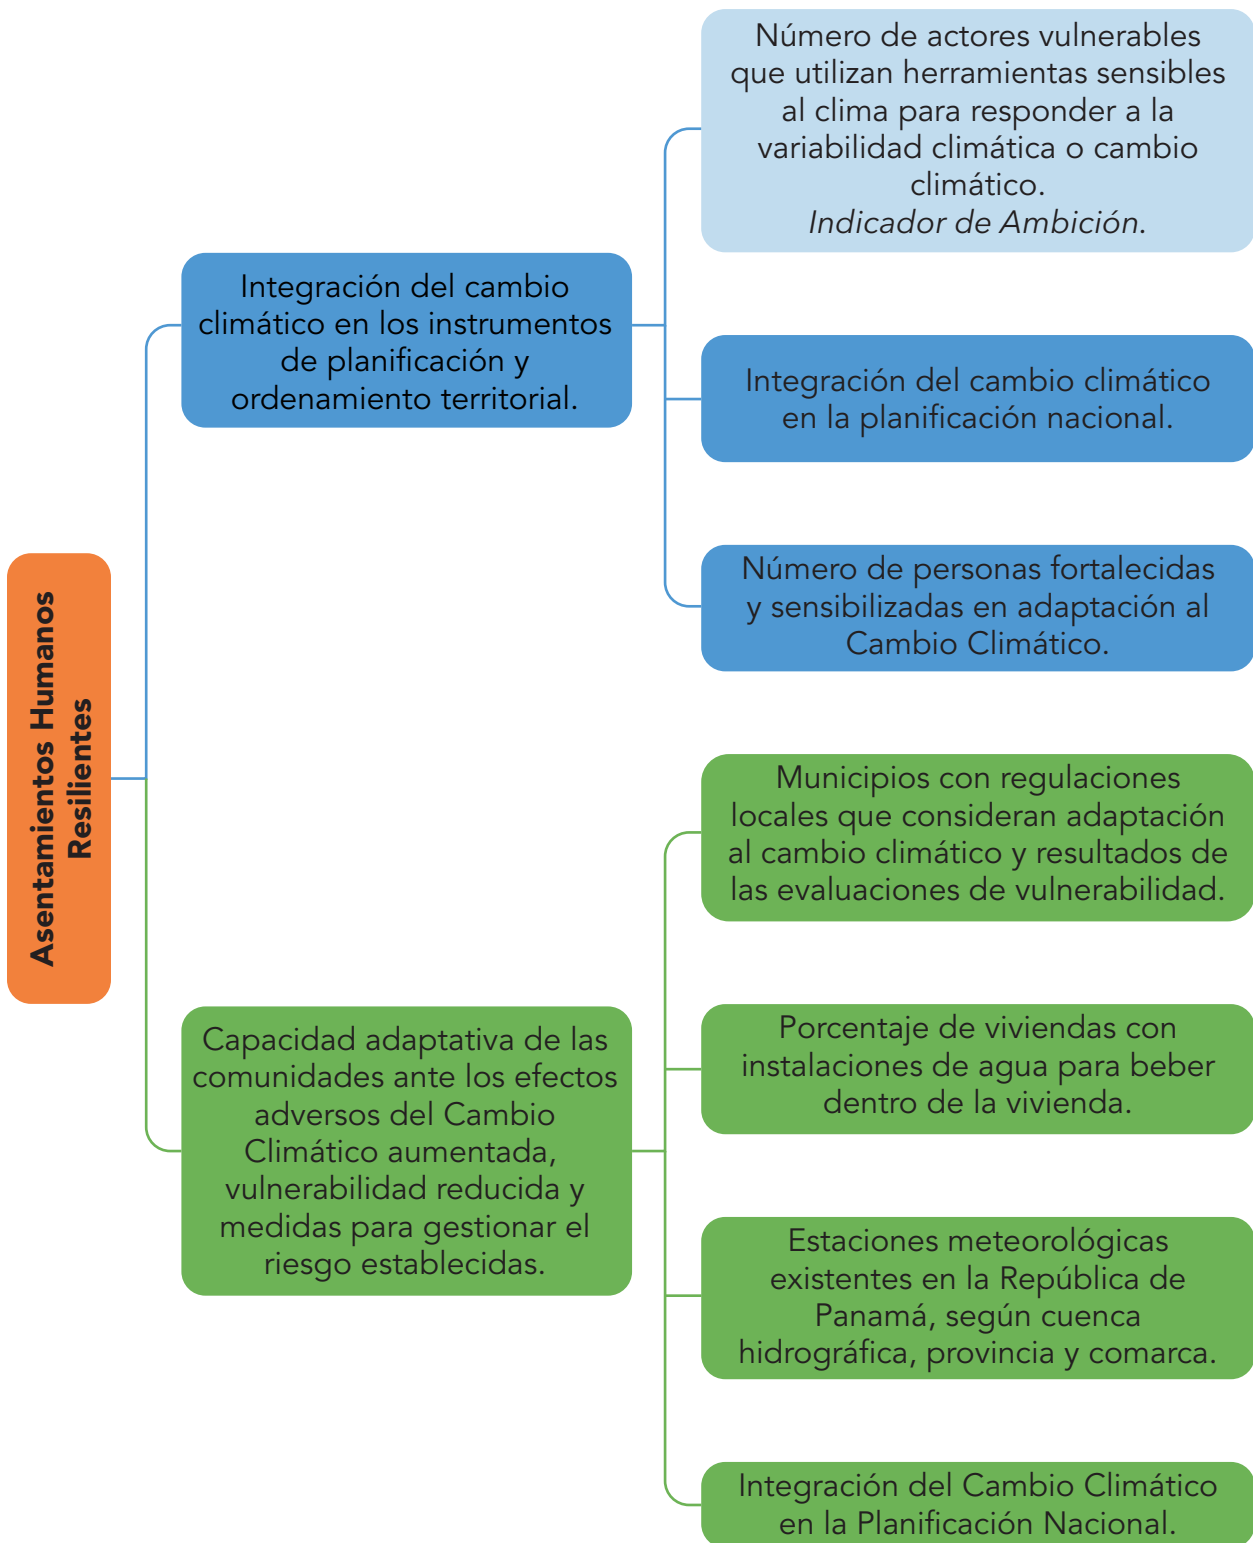 Asentamientos Humanos
Resilientes
Integración del cambio
climático en los instrumentos
de planificación y
ordenamiento territorial.
Número de actores vulnerables
que utilizan herramientas sensibles
al clima para responder a la
variabilidad climática o cambio
climático.
Indicador de Ambición.
Integración del cambio climático
en la planificación nacional.
Número de personas fortalecidas
y sensibilizadas en adaptación al
Cambio Climático.
Capacidad adaptativa de las
comunidades ante los efectos
adversos del Cambio
Climático aumentada,
vulnerabilidad reducida y
medidas para gestionar el
riesgo establecidas.
Municipios con regulaciones
locales que consideran adaptación
al cambio climático y resultados de
las evaluaciones de vulnerabilidad.
Porcentaje de viviendas con
instalaciones de agua para beber
dentro de la vivienda.
Estaciones meteorológicas
existentes en la República de
Panamá, según cuenca
hidrográfica, provincia y comarca.
Integración del Cambio Climático
en la Planificación Nacional.